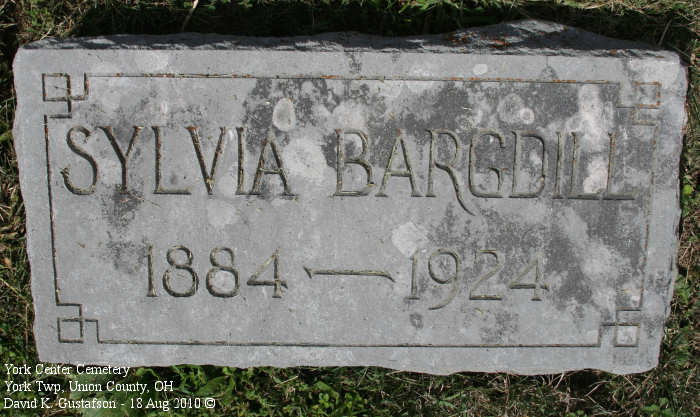 SYLVIA BARGDILL
1884 — 1924
York Center Cemetery
York Twp, Union County, OH
David K. Gustafson - 18 Aug 2010 ©